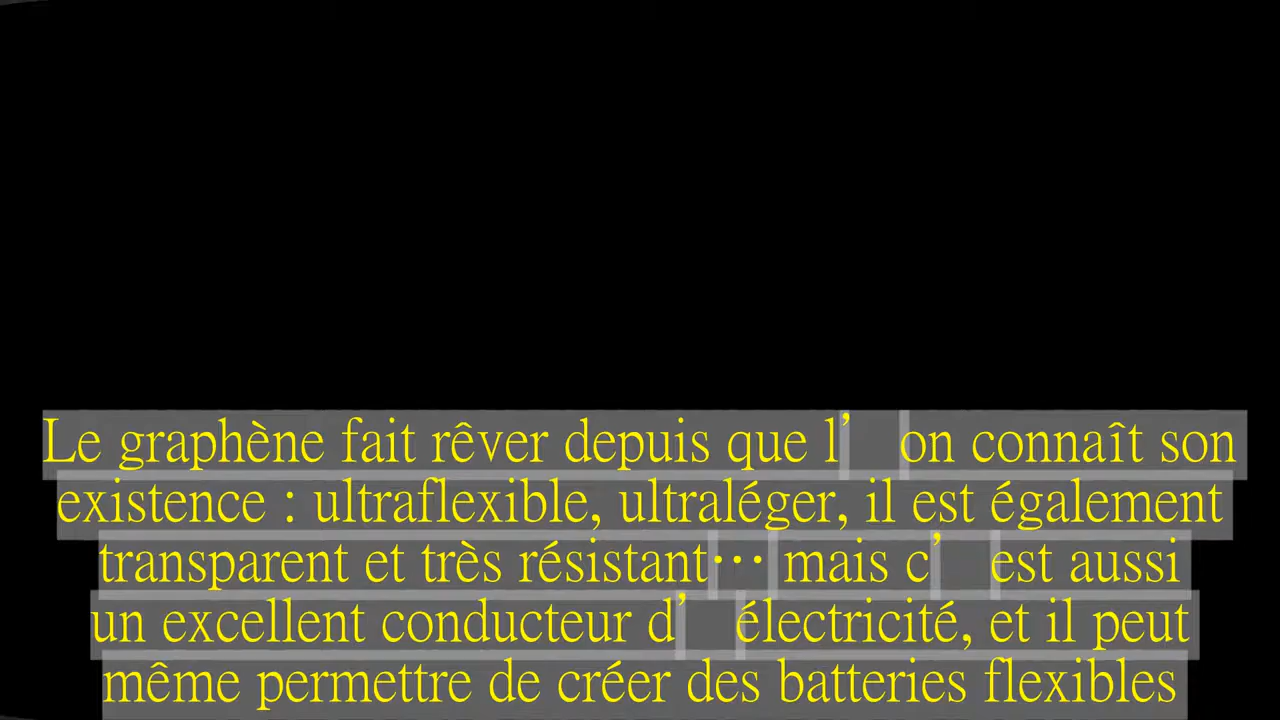 Le graphène fait rêver depuis que l’on connaît son
existence : ultraflexible, ultraléger, il est également
transparent et très résistant… mais c’est aussi
un excellent conducteur d’électricité, et il peut
même permettre de créer des batteries flexibles